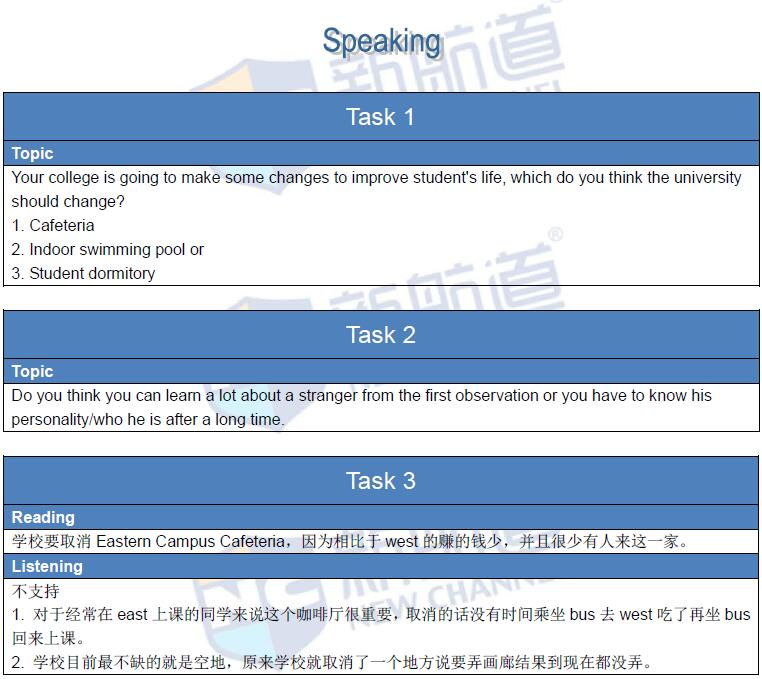 Speaking
Task 1
Topic
Your college is going to make some changes to improve student's life, which do you think the university
should change?
1. Cafeteria
2. Indoor swimming pool or
3. Student dormitory
Task 2
Topic
Do you think you can learn a lot about a stranger from the first observation or you have to know his
personality/who he is after a long time.
Task 3
Reading
学校要取消 Eastern Campus Cafeteria，因为相比于 west 的赚的钱少，并且很少有人来这一家。
Listening
不支持
1. 对于经常在 east 上课的同学来说这个咖啡厅很重要，取消的话没有时间乘坐 bus 去 west 吃了再坐 bus
回来上课。
2. 学校目前最不缺的就是空地，原来学校就取消了一个地方说要弄画廊结果到现在都没弄。
新航道
新航道
NEW CHANNEL